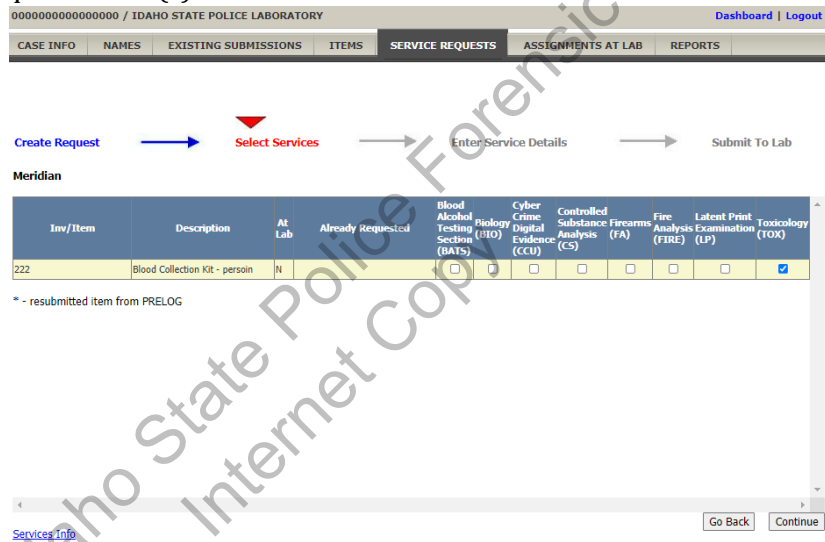 0000000000000000 / IDAHO STATE POLICE LABORATORY
Dashboard | Logout
CASE INFO NAMES EXISTING SUBMISSIONS ITEMS SERVICE REQUESTS ASSIGNMENTS AT LAB REPORTS
Create Request Select Services Enter Service Details Submit To Lab
Meridian
Inv/Item Description At Lab Already Requested Blood Alcohol Testing Section (BATS) Biology (BIO) Cyber Crime Digital Evidence (CCU) Controlled Substance Analysis (CS) Firearms (FA) Fire Analysis (FIRE) Latent Print Examination (LP) Toxicology (TOX)
222 Blood Collection Kit - persoin N
* - resubmitted item from PRELOG
Go Back Continue
Services Info
Idaho State Police Forensic
Internet Copy